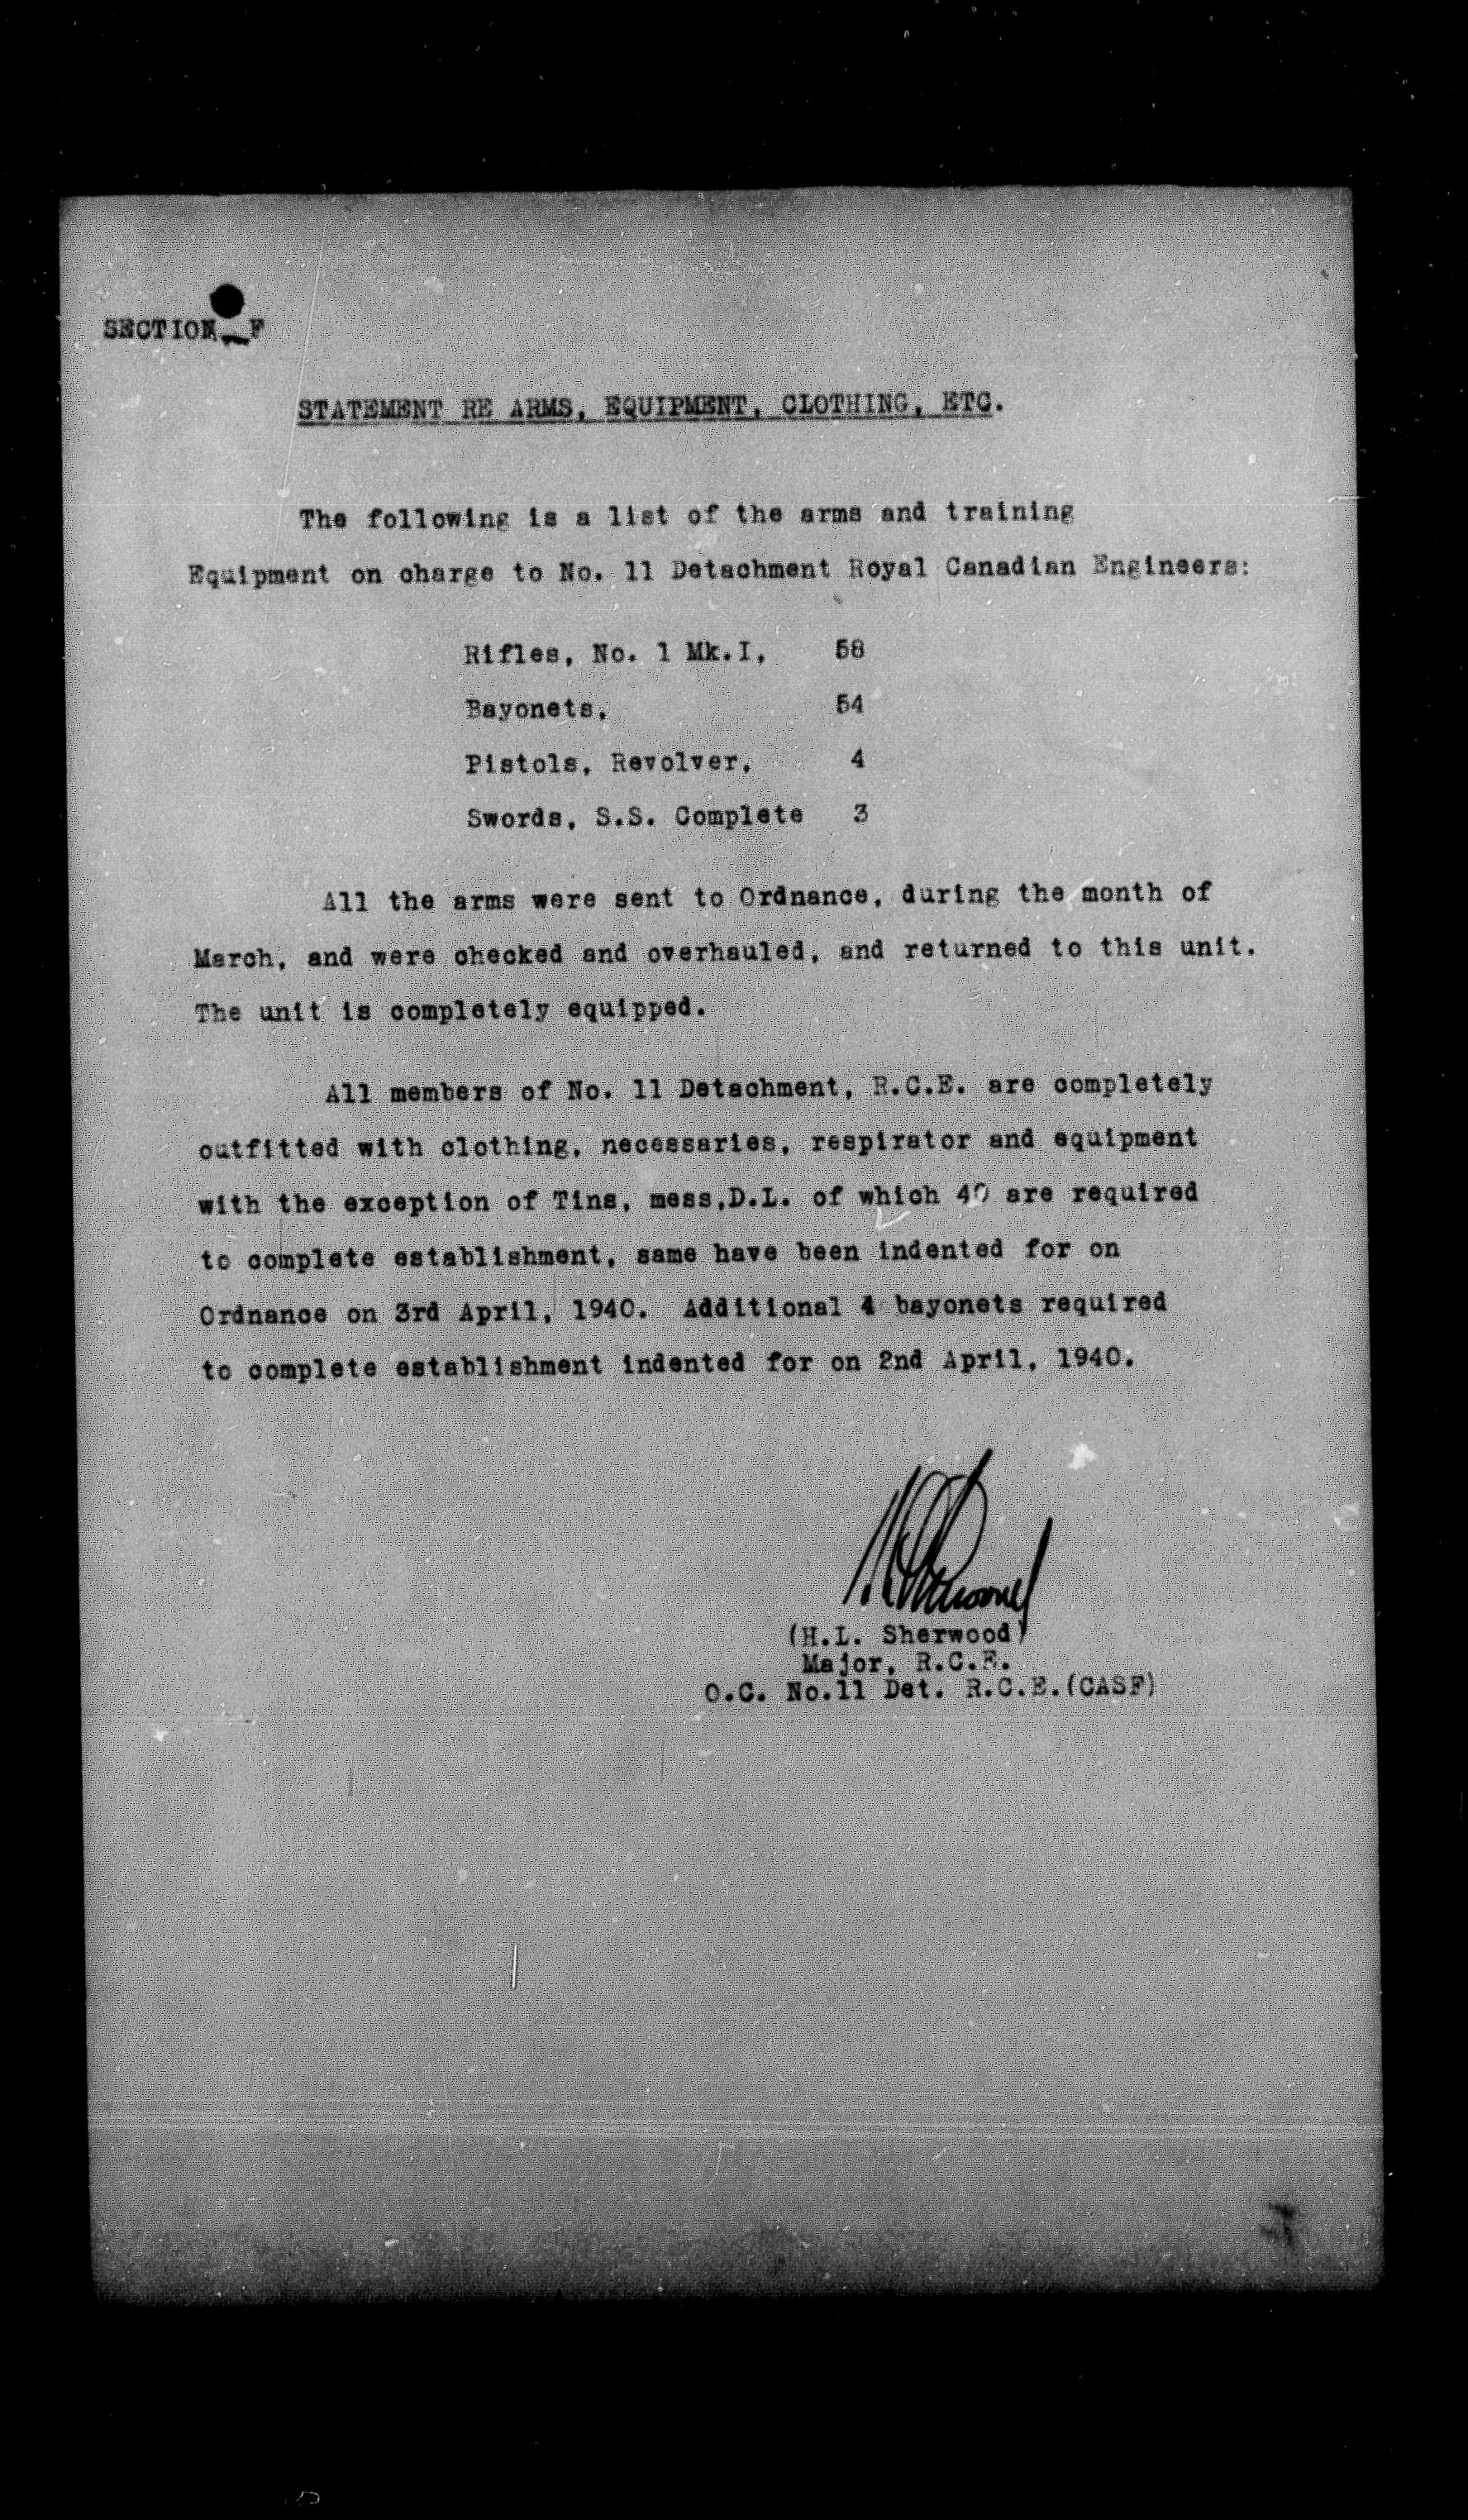 SECTION F
STATEMENT RE ARMS, EQUIPMENT, CLOTHING, ETC.
The following is a list of the arms and training
Equipment on charge to No. 11 Detachment Royal Canadian Engineers:
Rifles, No. 1 Mk.I, 58
Bayonets, 54
Pistols, Revolver, 4
Swords, S.S. Complete 3
All the arms were sent to Ordnance, during the month of
March, and were checked and overhauled, and returned to this unit.
The unit is completely equipped.
All members of No. 11 Detachment, R.C.E. are completely
outfitted with clothing, necessaries, respirator and equipment
with the exception of Tins, mess,D.L. of which 40 are required
to complete establishment, same have been indented for on
Ordnance on 3rd April, 1940. Additional 4 bayonets required
to complete establishment indented for on 2nd April, 1940.
(H.L. Sherwood)
Major, R.C.E.
O.C. No.11 Det. R.C.E.(CASF)